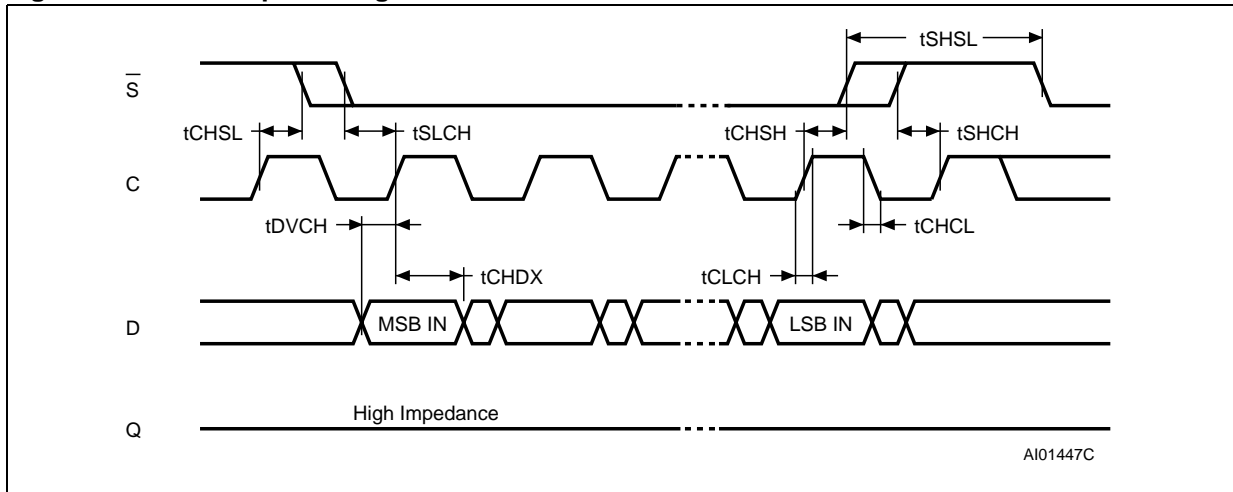 tSHSL
S
tCHSL
tSLCH
tCHSH
tSHCH
C
tDVCH
tCHCL
tCHDX
tCLCH
D
MSB IN
LSB IN
High Impedance
Q
AI01447C